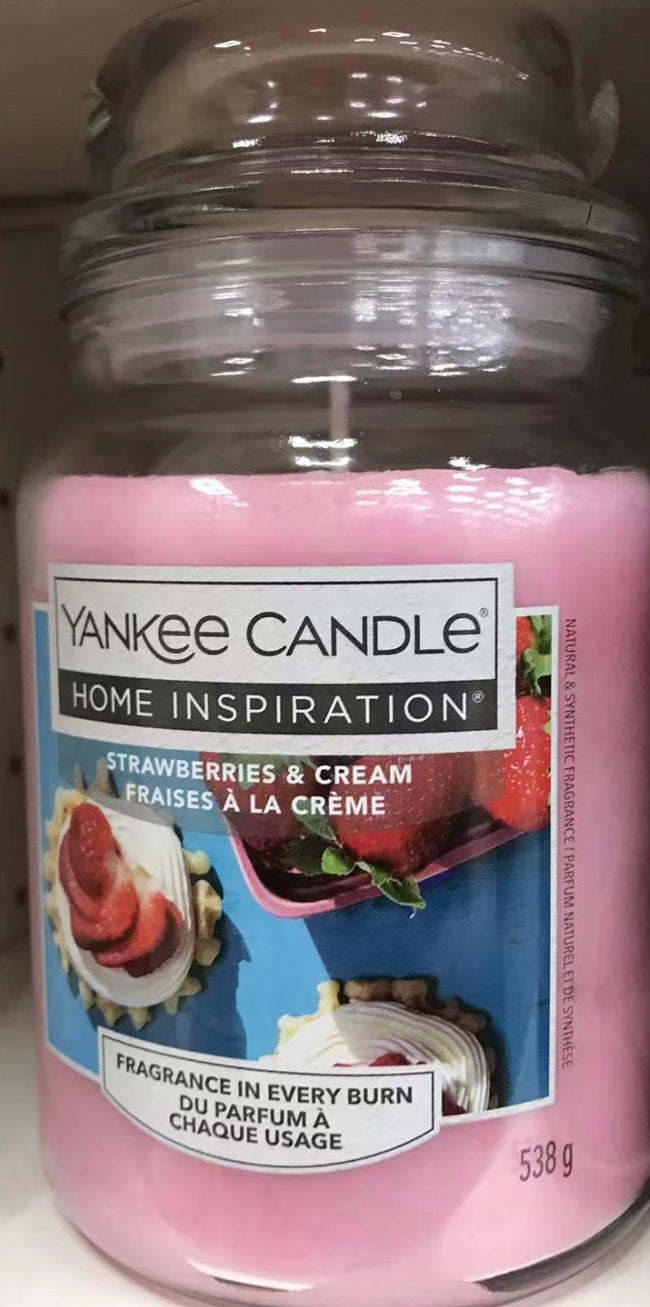 YANKEE CANDLE®
HOME INSPIRATION®
STRAWBERRIES & CREAM
FRAISES À LA CRÈME
NATURAL & SYNTHETIC FRAGRANCE / PARFUM NATUREL ET DE SYNTHÈSE
FRAGRANCE IN EVERY BURN
DU PARFUM À
CHAQUE USAGE
538 g